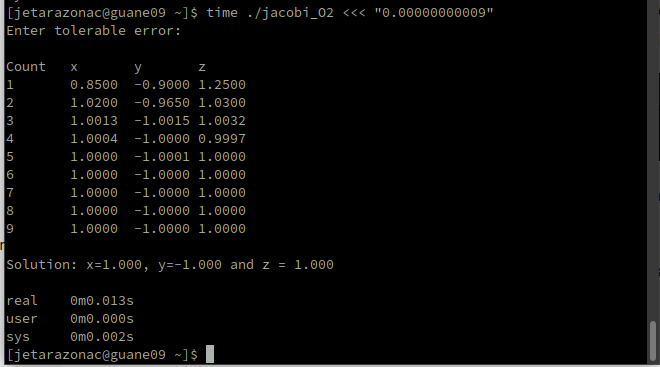 [jetarazonac@guane09 ~]$ time ./jacobi_O2 <<< "0.00000000009"
Enter tolerable error:
Count x y z
1 0.8500 -0.9000 1.2500
2 1.0200 -0.9650 1.0300
3 1.0013 -1.0015 1.0032
4 1.0004 -1.0000 0.9997
5 1.0000 -1.0001 1.0000
6 1.0000 -1.0000 1.0000
7 1.0000 -1.0000 1.0000
8 1.0000 -1.0000 1.0000
9 1.0000 -1.0000 1.0000
Solution: x=1.000, y=-1.000 and z = 1.000
real 0m0.013s
user 0m0.000s
sys 0m0.002s
[jetarazonac@guane09 ~]$